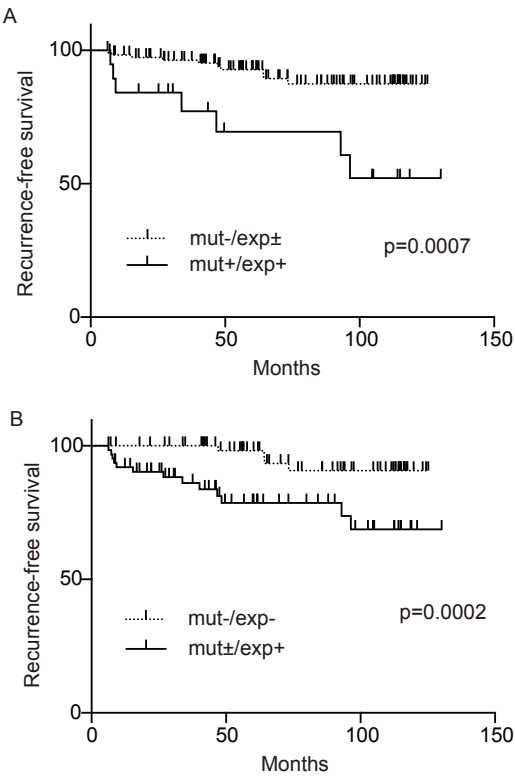 A
Recurrence-free survival
100
50
0
mut-/exp±
mut+/exp+
p=0.0007
0 50 100 150
Months
B
Recurrence-free survival
100
50
0
mut-/exp-
mut±/exp+
p=0.0002
0 50 100 150
Months